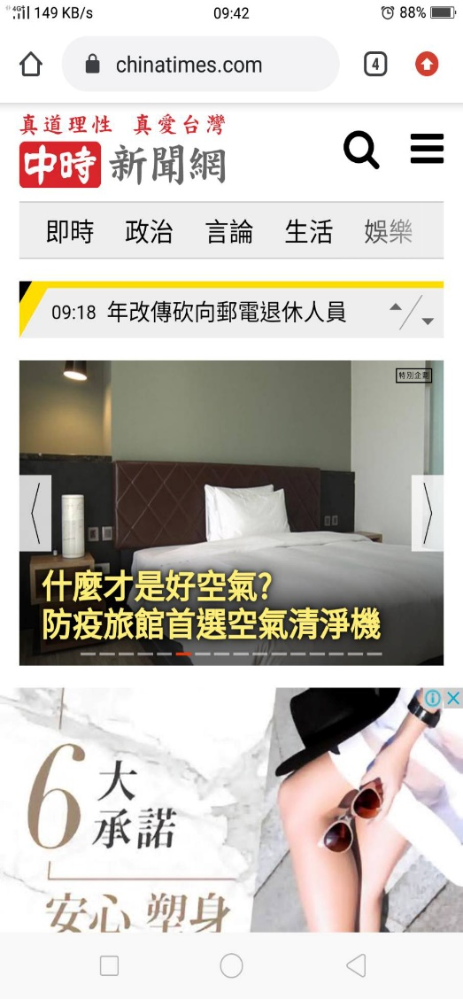 4G+ 149 KB/s 09:42 88%
chinatimes.com 4
真道理性 真愛台灣
中時 新聞網
即時 政治 言論 生活 娛樂
09:18 年改傳砍向郵電退休人員
特別企劃
什麼才是好空氣?
防疫旅館首選空氣清淨機
6大
承諾
安心 塑身